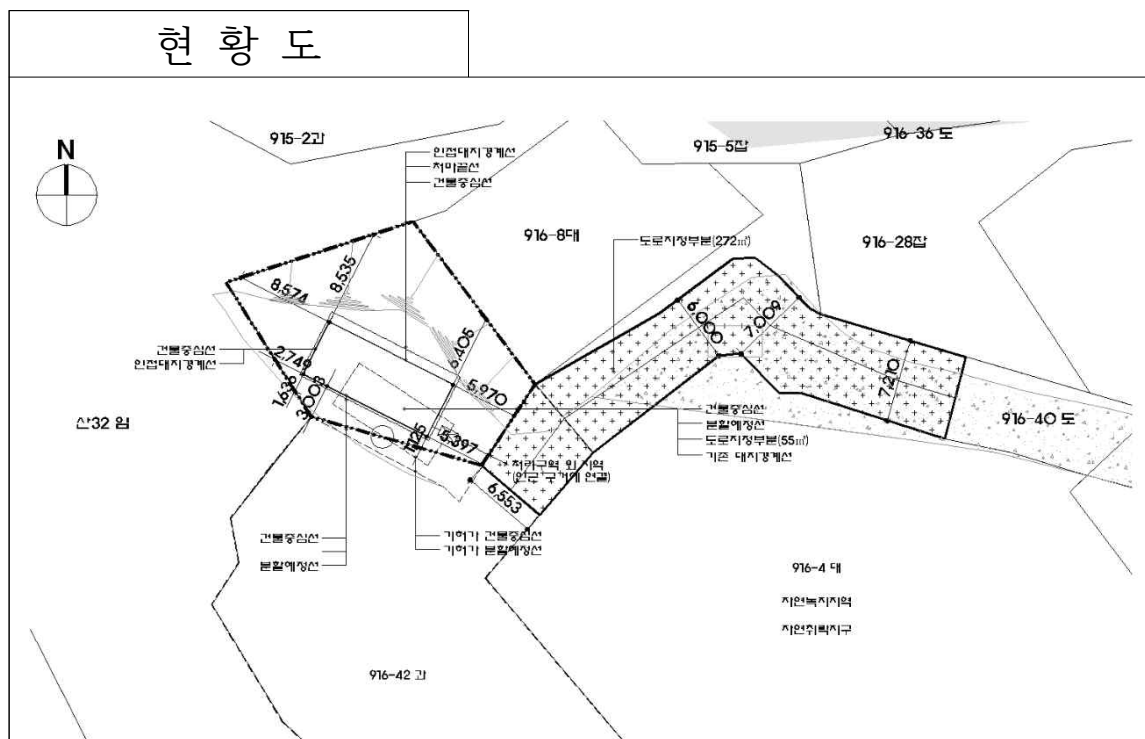 현 황 도
915-2과
915-5잡
916-36 도
N
인접대지경계선
처마끝선
건물중심선
916-8대
도로지정부분(272㎡)
916-28잡
8,574
8,535
6,000
7,009
건물중심선
인접대지경계선
2,749
6,405
5,970
7,210
1,636
3,003
산32 임
건물중심선
분할예정선
도로지정부분(55㎡)
기존 대지경계선
916-40 도
5,397
허가구역 외 지역
(인근 구거에 연결)
6,553
건물중심선
분할예정선
기허가 건물중심선
기허가 분할예정선
916-4 대
자연녹지지역
자연취락지구
916-42 과